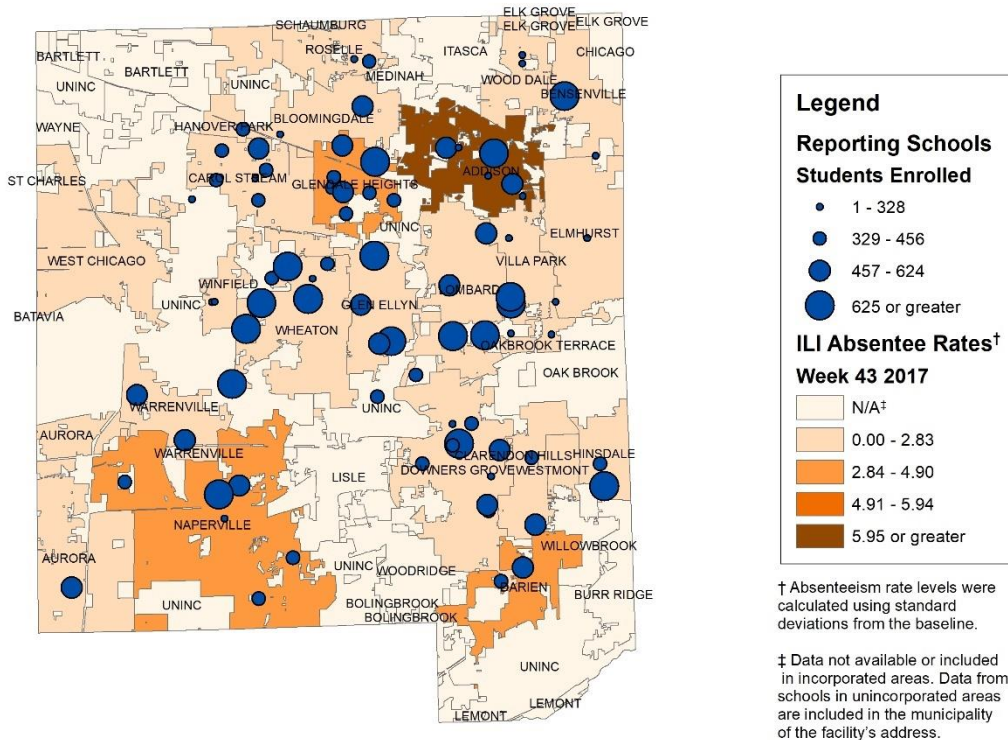 ELK GROVE
ELK GROVE
ELK GROVE
SCHAUMBURG
ROSELLE
ITASCA
CHICAGO
BARTLETT
BARTLETT
MEDINAH
WOOD DALE
UNINC
UNINC
BENSENVILLE
BLOOMINGDALE
WAYNE
HANOVER PARK
ADDISON
ST CHARLES
CAROL STREAM
GLENDALE HEIGHTS
UNINC
ELMHURST
WEST CHICAGO
VILLA PARK
WINFIELD
LOMBARD
UNINC
GLEN ELLYN
BATAVIA
WHEATON
OAKBROOK TERRACE
OAK BROOK
UNINC
WARRENVILLE
AURORA
WARRENVILLE
CLARENDON HILLS
HINSDALE
DOWNERS GROVE
WESTMONT
LISLE
NAPERVILLE
WILLOWBROOK
AURORA
UNINC
WOODRIDGE
DARIEN
BURR RIDGE
UNINC
BOLINGBROOK
BOLINGBROOK
UNINC
LEMONT
LEMONT
Legend
Reporting Schools
Students Enrolled
1 - 328
329 - 456
457 - 624
625 or greater
ILI Absentee Rates†
Week 43 2017
N/A‡
0.00 - 2.83
2.84 - 4.90
4.91 - 5.94
5.95 or greater
† Absenteeism rate levels were
calculated using standard
deviations from the baseline.
‡ Data not available or included
in incorporated areas. Data from
schools in unincorporated areas
are included in the municipality
of the facility's address.